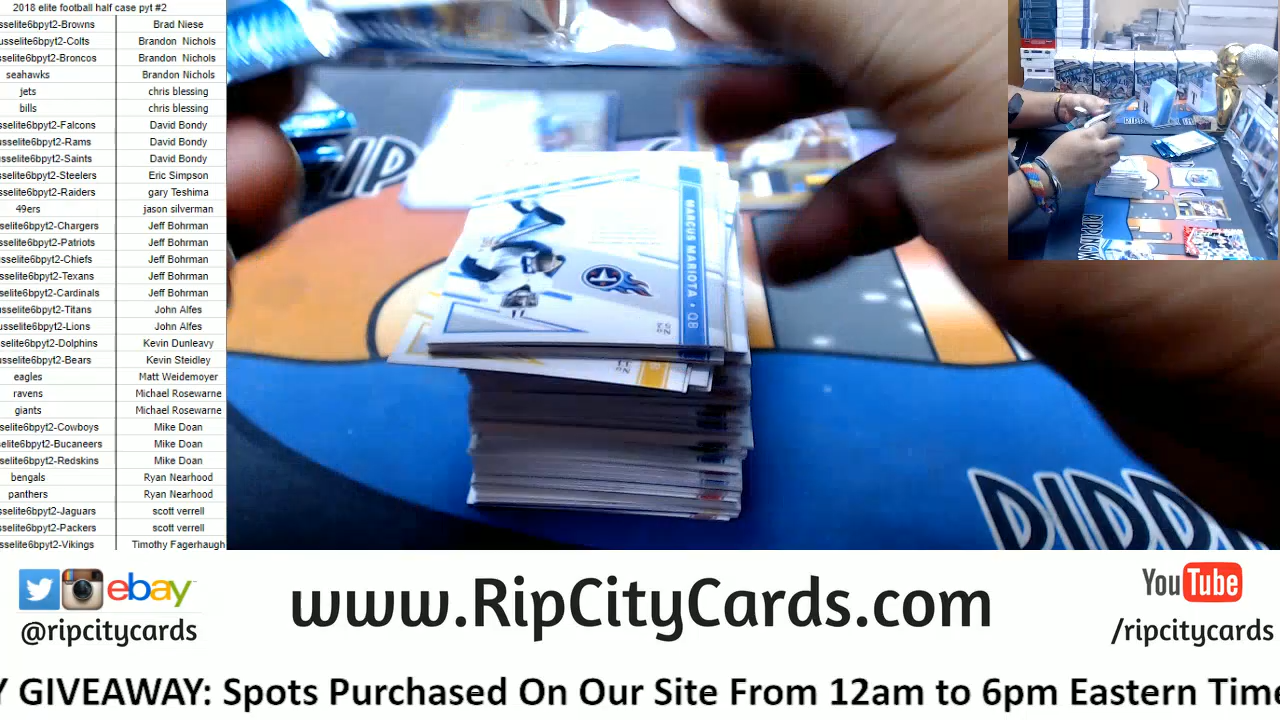 2018 elite football half case pyt #2
sselite6bpyt2-Browns Brad Niese
usselite6bpyt2-Colts Brandon Nichols
sselite6bpyt2-Broncos Brandon Nichols
seahawks Brandon Nichols
jets chris blessing
bills chris blessing
sselite6bpyt2-Falcons David Bondy
usselite6bpyt2-Rams David Bondy
sselite6bpyt2-Saints David Bondy
sselite6bpyt2-Steelers Eric Simpson
sselite6bpyt2-Raiders gary Teshima
49ers jason silverman
sselite6bpyt2-Chargers Jeff Bohrman
sselite6bpyt2-Patriots Jeff Bohrman
sselite6bpyt2-Chiefs Jeff Bohrman
sselite6bpyt2-Texans Jeff Bohrman
sselite6bpyt2-Cardinals Jeff Bohrman
sselite6bpyt2-Titans John Alfes
usselite6bpyt2-Lions John Alfes
sselite6bpyt2-Dolphins Kevin Dunleavy
usselite6bpyt2-Bears Kevin Steidley
eagles Matt Weidemoyer
ravens Michael Rosewarne
giants Michael Rosewarne
sselite6bpyt2-Cowboys Mike Doan
sselite6bpyt2-Bucaneers Mike Doan
sselite6bpyt2-Redskins Mike Doan
bengals Ryan Nearhood
panthers Ryan Nearhood
sselite6bpyt2-Jaguars scott verrell
sselite6bpyt2-Packers scott verrell
sselite6bpyt2-Vikings Timothy Fagerhaugh
MARCUS MARIOTA • QB
ebay
@ripcitycards
www.RipCityCards.com
YouTube
/ripcitycards
Y GIVEAWAY: Spots Purchased On Our Site From 12am to 6pm Eastern Time